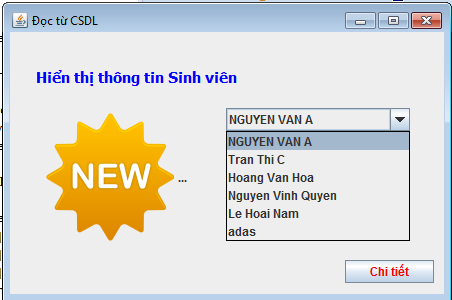 Đọc từ CSDL
Hiển thị thông tin Sinh viên
NEW
...
NGUYEN VAN A
NGUYEN VAN A
Tran Thi C
Hoang Van Hoa
Nguyen Vinh Quyen
Le Hoai Nam
adas
Chi tiết